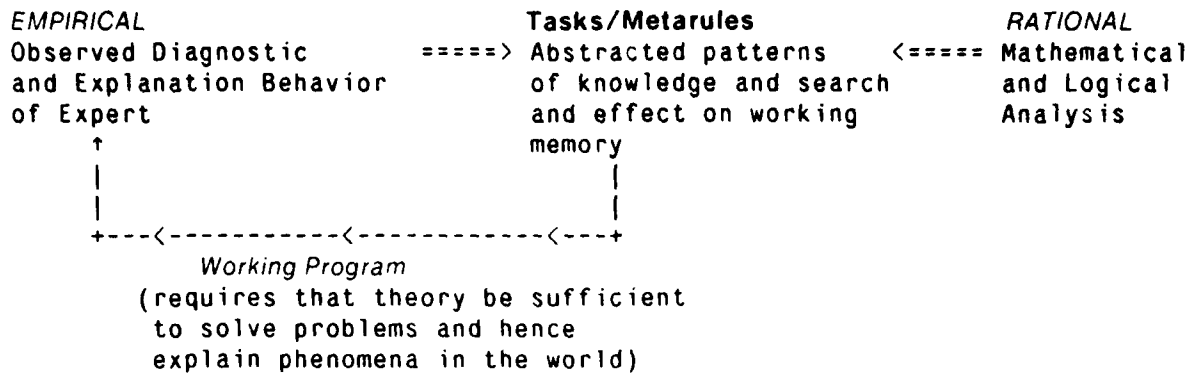 EMPIRICAL Tasks/Metarules RATIONAL
Observed Diagnostic =====> Abstracted patterns <===== Mathematical
and Explanation Behavior of knowledge and search and Logical
of Expert and effect on working Analysis
↑ memory
| |
| |
+---<-----------<------------<---+
Working Program
(requires that theory be sufficient
to solve problems and hence
explain phenomena in the world)